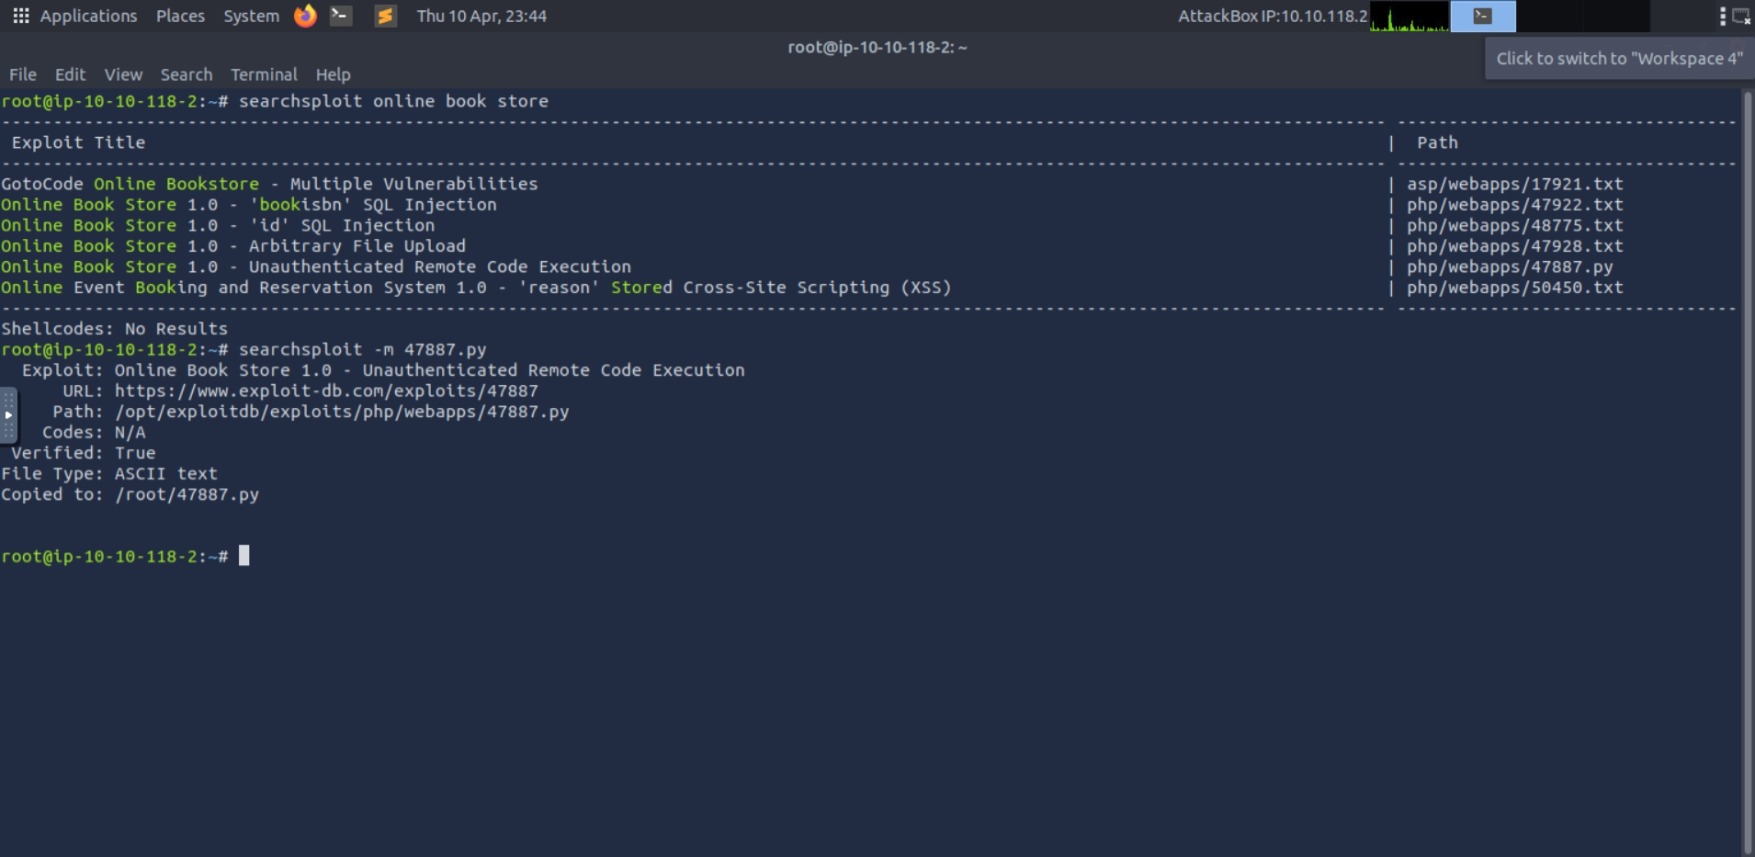 Applications Places System Thu 10 Apr, 23:44 AttackBox IP:10.10.118.2
root@ip-10-10-118-2: ~
Click to switch to "Workspace 4"
File Edit View Search Terminal Help
root@ip-10-10-118-2:~# searchsploit online book store
Exploit Title | Path
GotoCode Online Bookstore - Multiple Vulnerabilities | asp/webapps/17921.txt
Online Book Store 1.0 - 'bookisbn' SQL Injection | php/webapps/47922.txt
Online Book Store 1.0 - 'id' SQL Injection | php/webapps/48775.txt
Online Book Store 1.0 - Arbitrary File Upload | php/webapps/47928.txt
Online Book Store 1.0 - Unauthenticated Remote Code Execution | php/webapps/47887.py
Online Event Booking and Reservation System 1.0 - 'reason' Stored Cross-Site Scripting (XSS) | php/webapps/50450.txt
Shellcodes: No Results
root@ip-10-10-118-2:~# searchsploit -m 47887.py
Exploit: Online Book Store 1.0 - Unauthenticated Remote Code Execution
URL: https://www.exploit-db.com/exploits/47887
Path: /opt/exploitdb/exploits/php/webapps/47887.py
Codes: N/A
Verified: True
File Type: ASCII text
Copied to: /root/47887.py
root@ip-10-10-118-2:~#